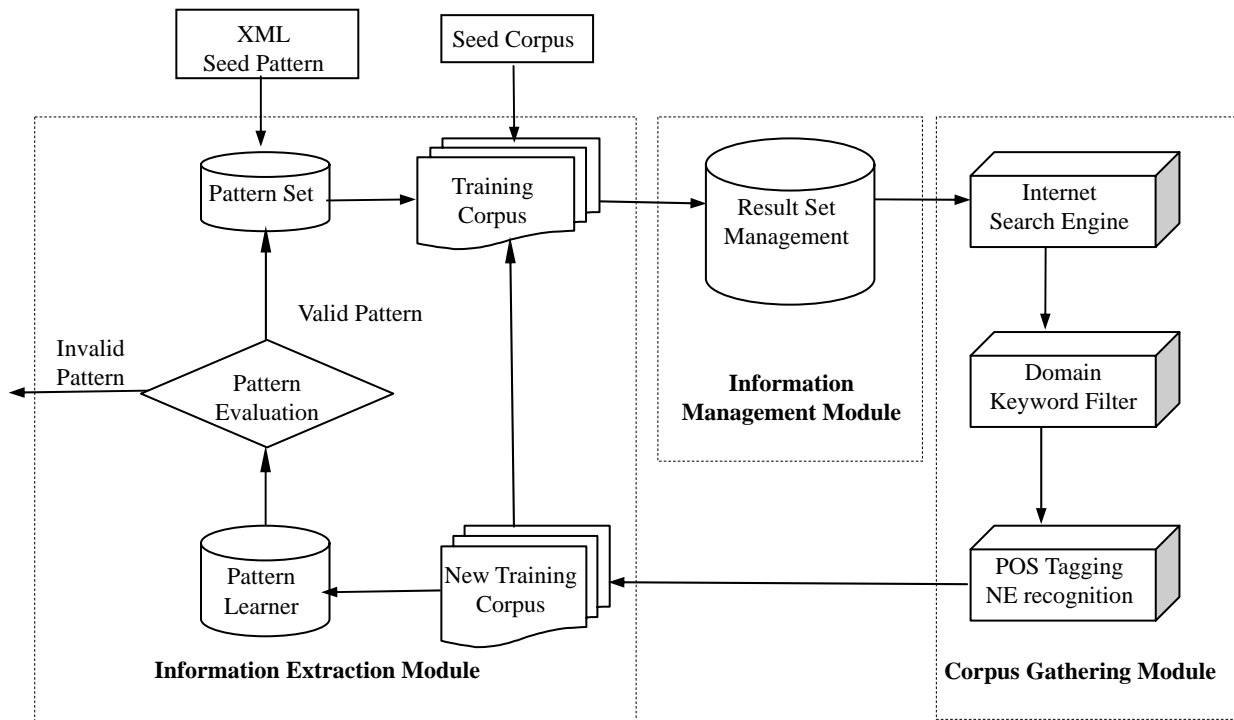 XML
Seed Pattern
Seed Corpus
Pattern Set
Training
Corpus
Result Set
Management
Internet
Search Engine
Valid Pattern
Invalid
Pattern
Pattern
Evaluation
Information
Management Module
Domain
Keyword Filter
Pattern
Learner
New Training
Corpus
POS Tagging
NE recognition
Information Extraction Module
Corpus Gathering Module